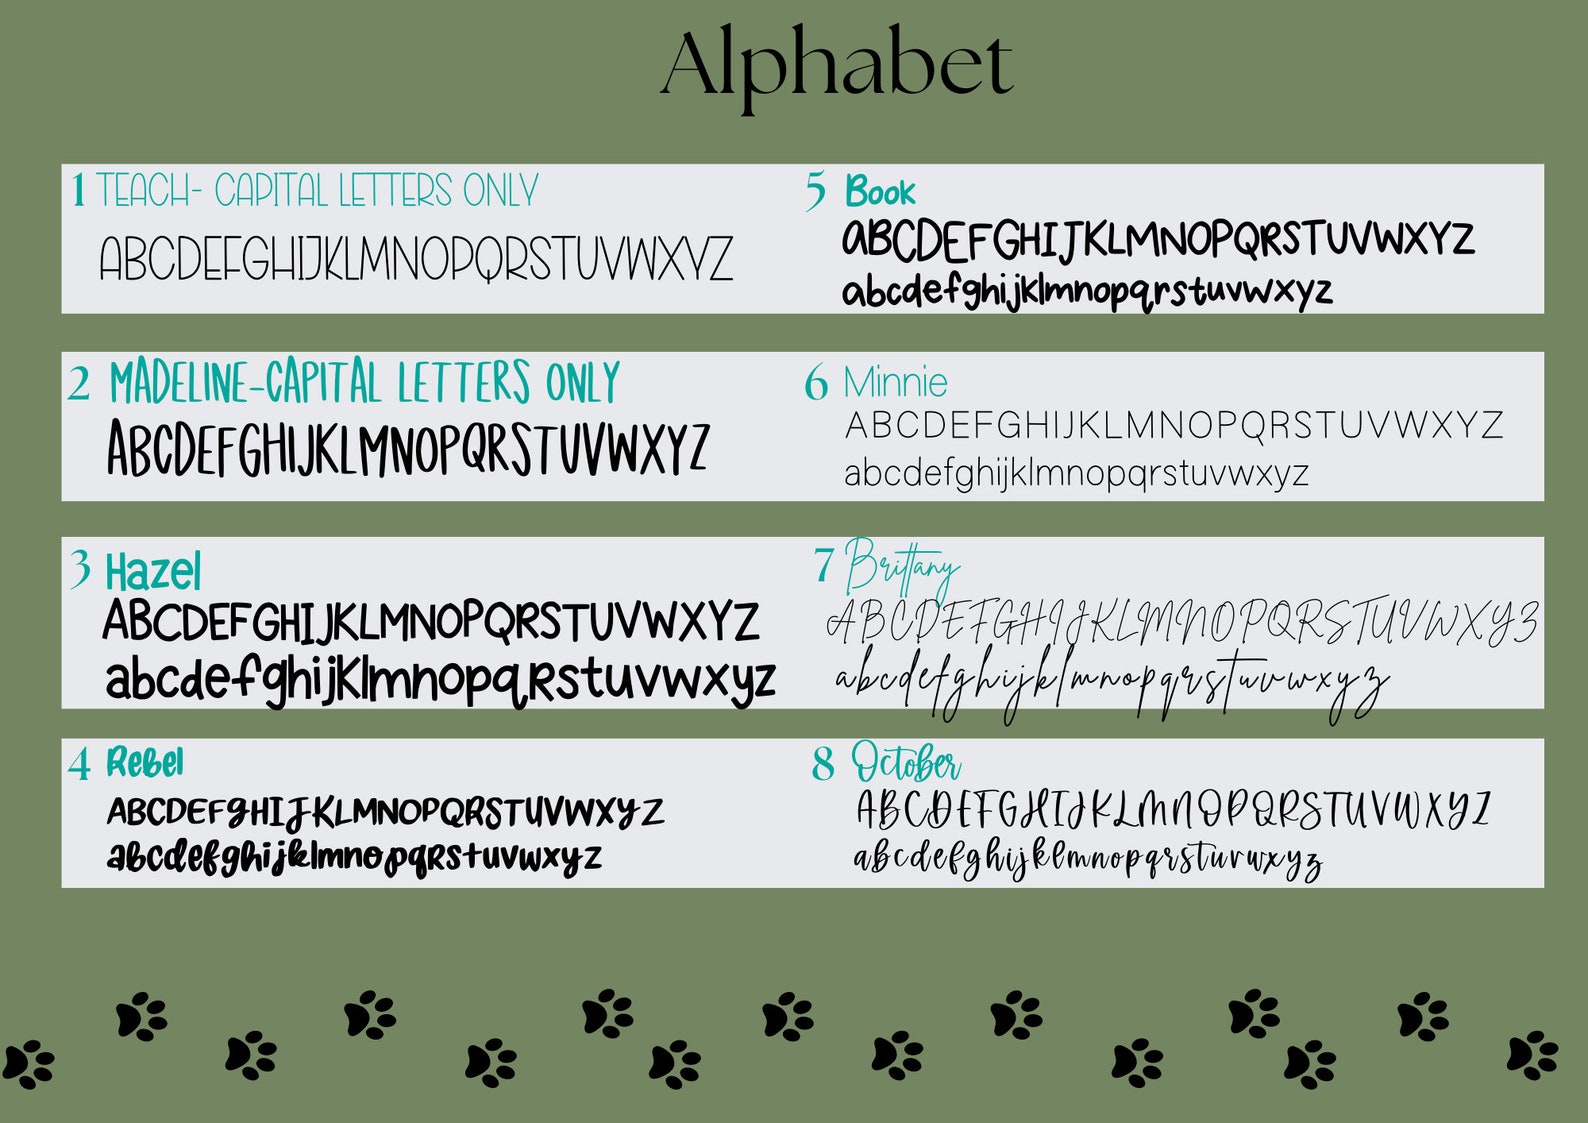 Alphabet
1 TEACH- CAPITAL LETTERS ONLY
ABCDEFGHIJKLMNOPQRSTUVWXYZ
2 MADELINE-CAPITAL LETTERS ONLY
ABCDEFGHIJKLMNOPQRSTUVWXYZ
3 Hazel
ABCDEFGHIJKLMNOPQRSTUVWXYZ
abcdefghijklmnopqrstuvwxyz
4 Rebel
ABCDEFGHIJKLMNOPQRSTUVWXYZ
abcdefghijklmnopqrstuvwxyz
5 Book
ABCDEFGHIJKLMNOPQRSTUVWXYZ
abcdefghijklmnopqrstuvwxyz
6 Minnie
ABCDEFGHIJKLMNOPQRSTUVWXYZ
abcdefghijklmnopqrstuvwxyz
7 Brittany
ABCDEFGHIJKLMNOPQRSTUVWXYZ
abcdefghijklmnopqrstuvwxyz
8 October
ABCDEFGHIJKLMNOPQRSTUVWXYZ
abcdefghijklmnopqrstuvwxyz